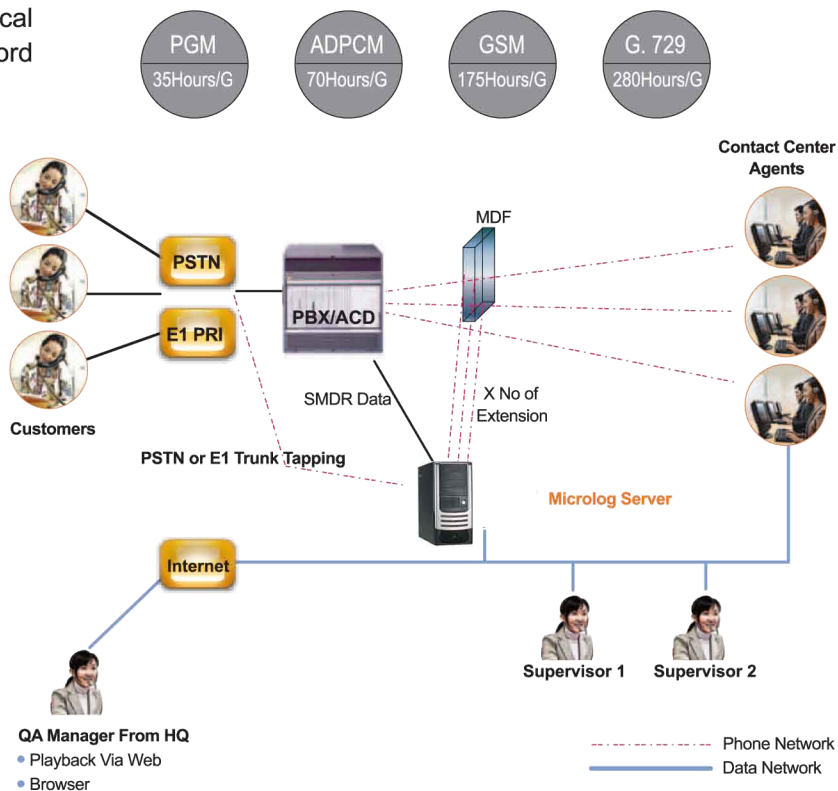 PGM
35Hours/G
ADPCM
70Hours/G
GSM
175Hours/G
G. 729
280Hours/G
Contact Center
Agents
MDF
PSTN
PBX/ACD
E1 PRI
SMDR Data
X No of
Extension
Customers
PSTN or E1 Trunk Tapping
Microlog Server
Internet
Supervisor 1
Supervisor 2
QA Manager From HQ
• Playback Via Web
• Browser
Phone Network
Data Network